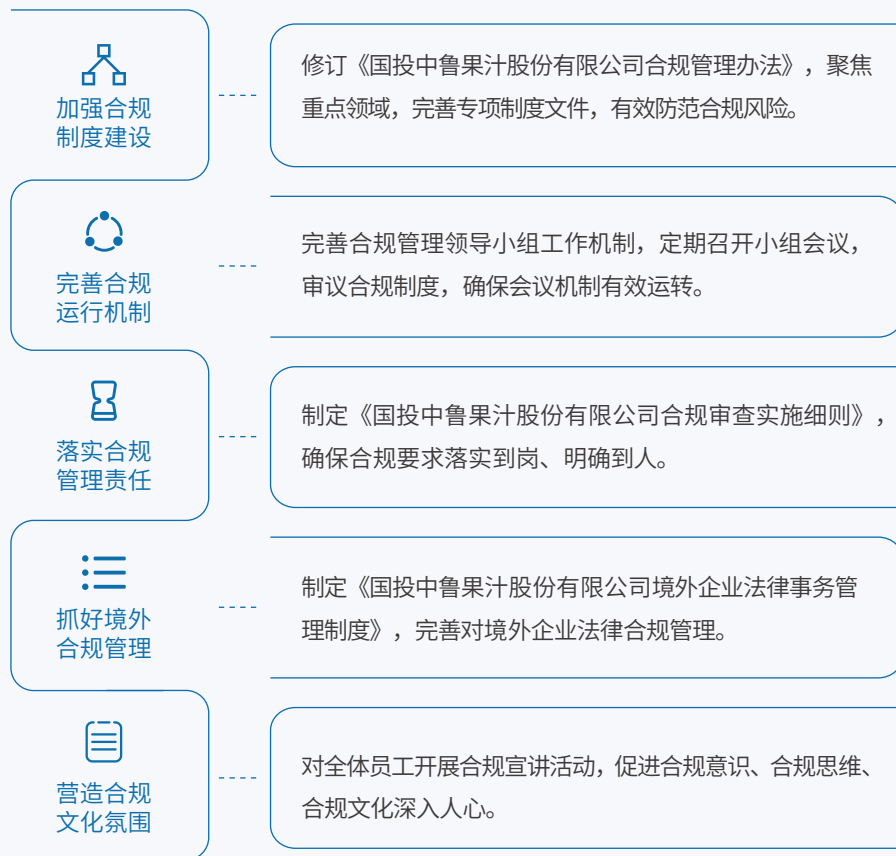 加强合规
制度建设
修订《国投中鲁果汁股份有限公司合规管理办法》，聚焦
重点领域，完善专项制度文件，有效防范合规风险。
完善合规
运行机制
完善合规管理领导小组工作机制，定期召开小组会议，
审议合规制度，确保会议机制有效运转。
落实合规
管理责任
制定《国投中鲁果汁股份有限公司合规审查实施细则》，
确保合规要求落实到岗、明确到人。
抓好境外
合规管理
制定《国投中鲁果汁股份有限公司境外企业法律事务管
理制度》，完善对境外企业法律合规管理。
营造合规
文化氛围
对全体员工开展合规宣讲活动，促进合规意识、合规思维、
合规文化深入人心。